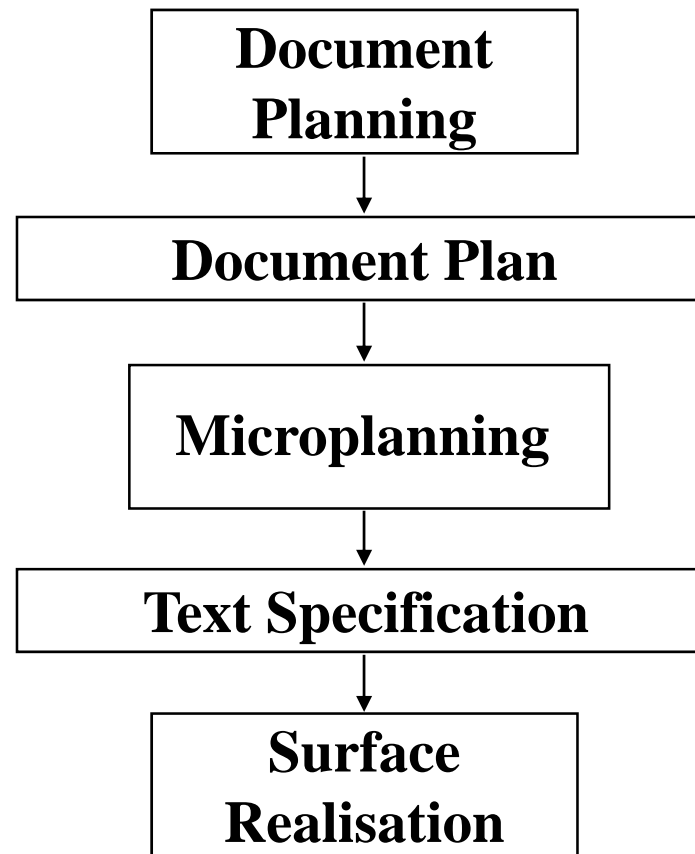 Document
Planning
Document Plan
Microplanning
Text Specification
Surface
Realisation